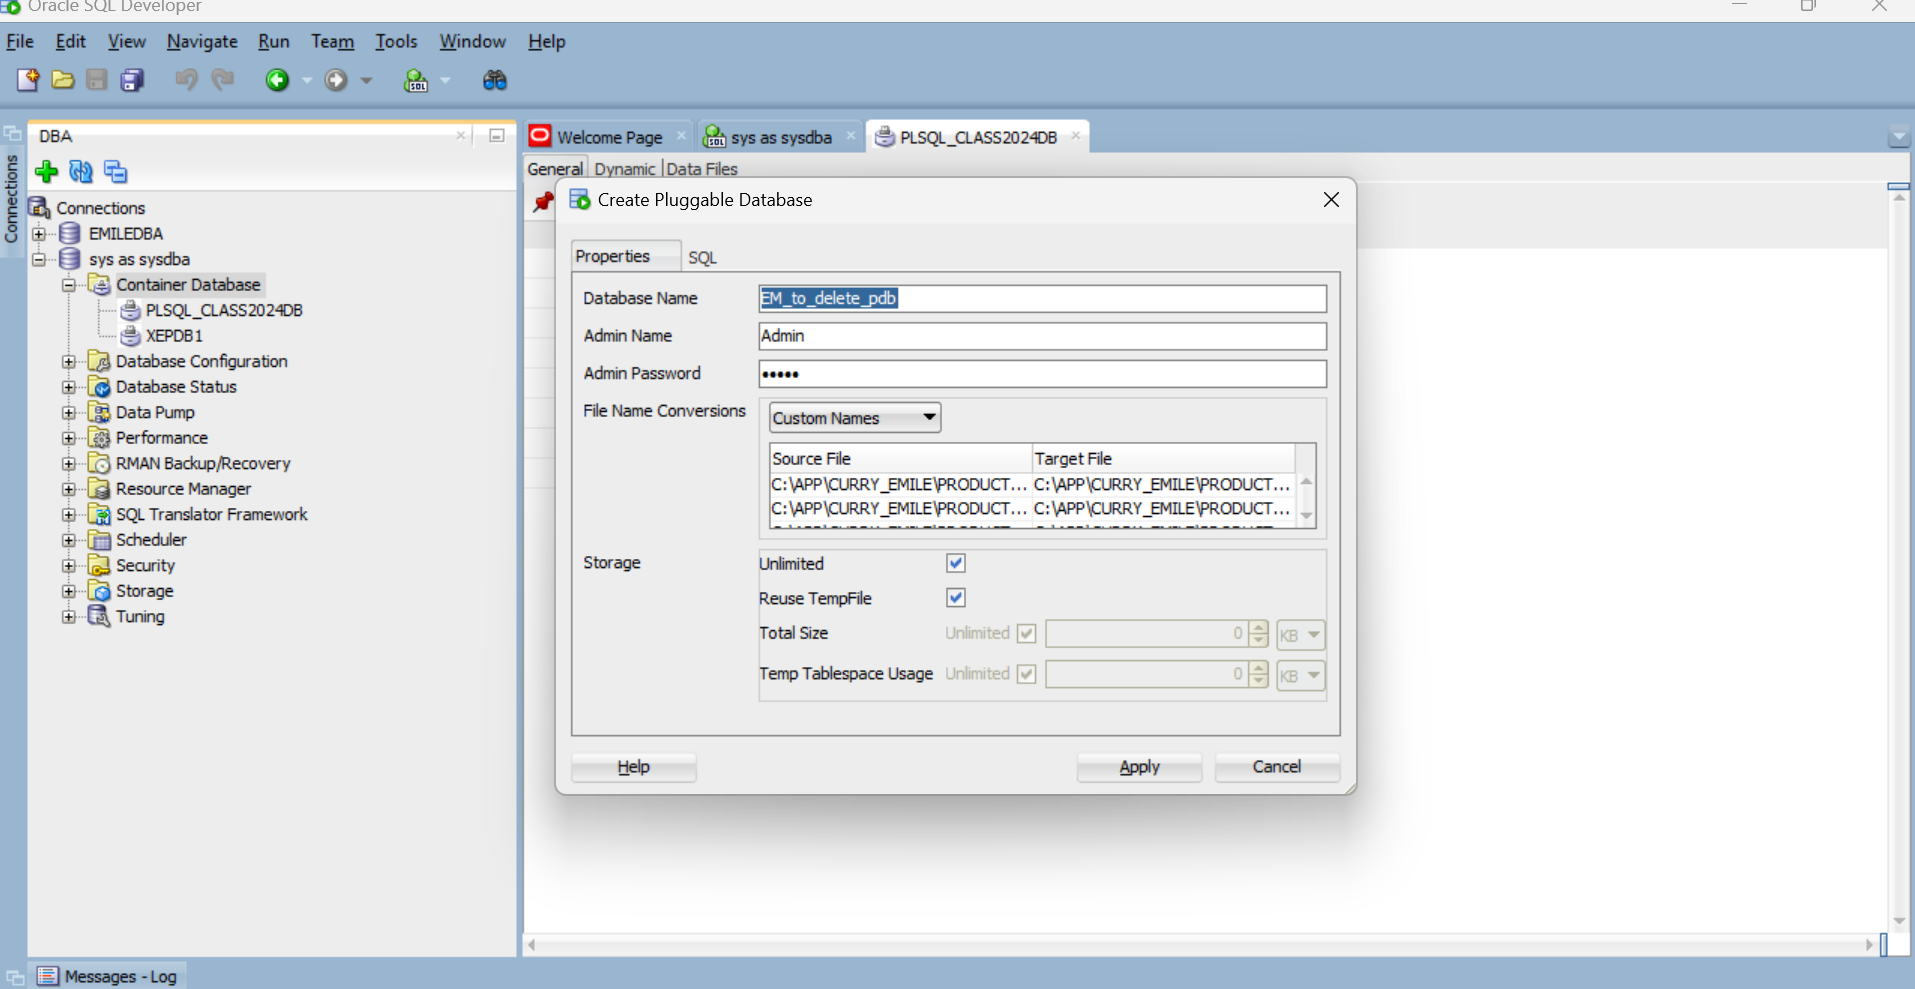 Oracle SQL Developer
File Edit View Navigate Run Team Tools Window Help
SQL
Connections
DBA
Connections
EMILEDBA
sys as sysdba
Container Database
PLSQL_CLASS2024DB
XEPDB1
Database Configuration
Database Status
Data Pump
Performance
RMAN Backup/Recovery
Resource Manager
SQL Translator Framework
Scheduler
Security
Storage
Tuning
Welcome Page
SQL sys as sysdba
PLSQL_CLASS2024DB
General Dynamic Data Files
Create Pluggable Database
Properties SQL
Database Name EM_to_delete_pdb
Admin Name Admin
Admin Password •••••
File Name Conversions Custom Names
Source File Target File
C:\APP\CURRY_EMILE\PRODUCT... C:\APP\CURRY_EMILE\PRODUCT...
C:\APP\CURRY_EMILE\PRODUCT... C:\APP\CURRY_EMILE\PRODUCT...
Storage Unlimited
Reuse TempFile
Total Size Unlimited 0 KB
Temp Tablespace Usage Unlimited 0 KB
Help Apply Cancel
Messages - Log